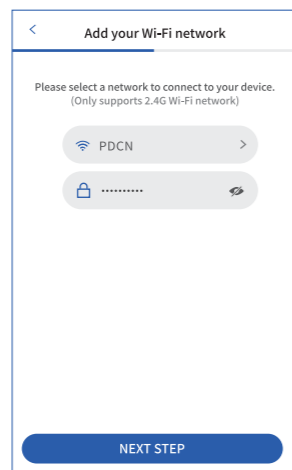 Add your Wi-Fi network
Please select a network to connect to your device.
(Only supports 2.4G Wi-Fi network)
PDCN
··········
NEXT STEP